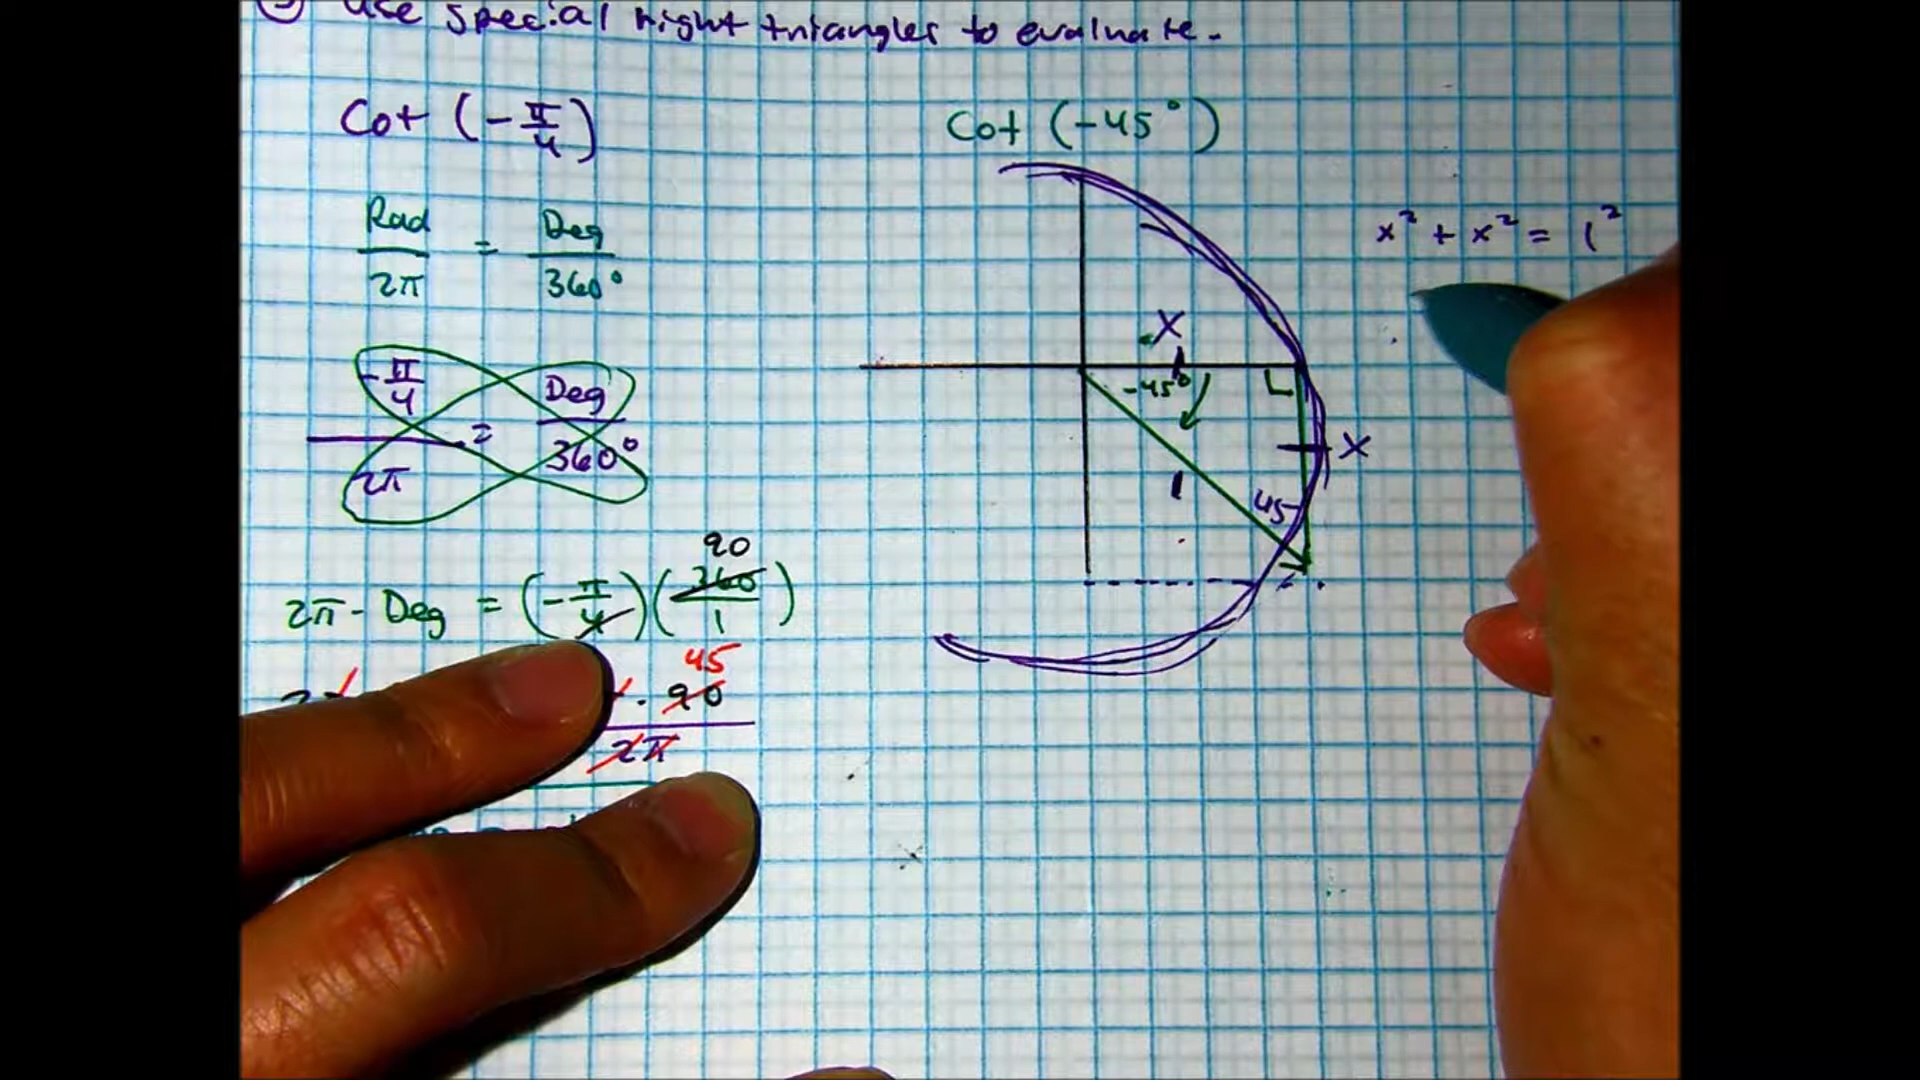 use special right triangles to evaluate.
Cot (-π/4)
Cot (-45°)
Rad/2π = Deg/360°
x² + x² = 1²
-π/4 / 2π = Deg/360°
X
-45°
X
1
45
90
2π · Deg = (-π/4)(360/1)
45
· 90
2π